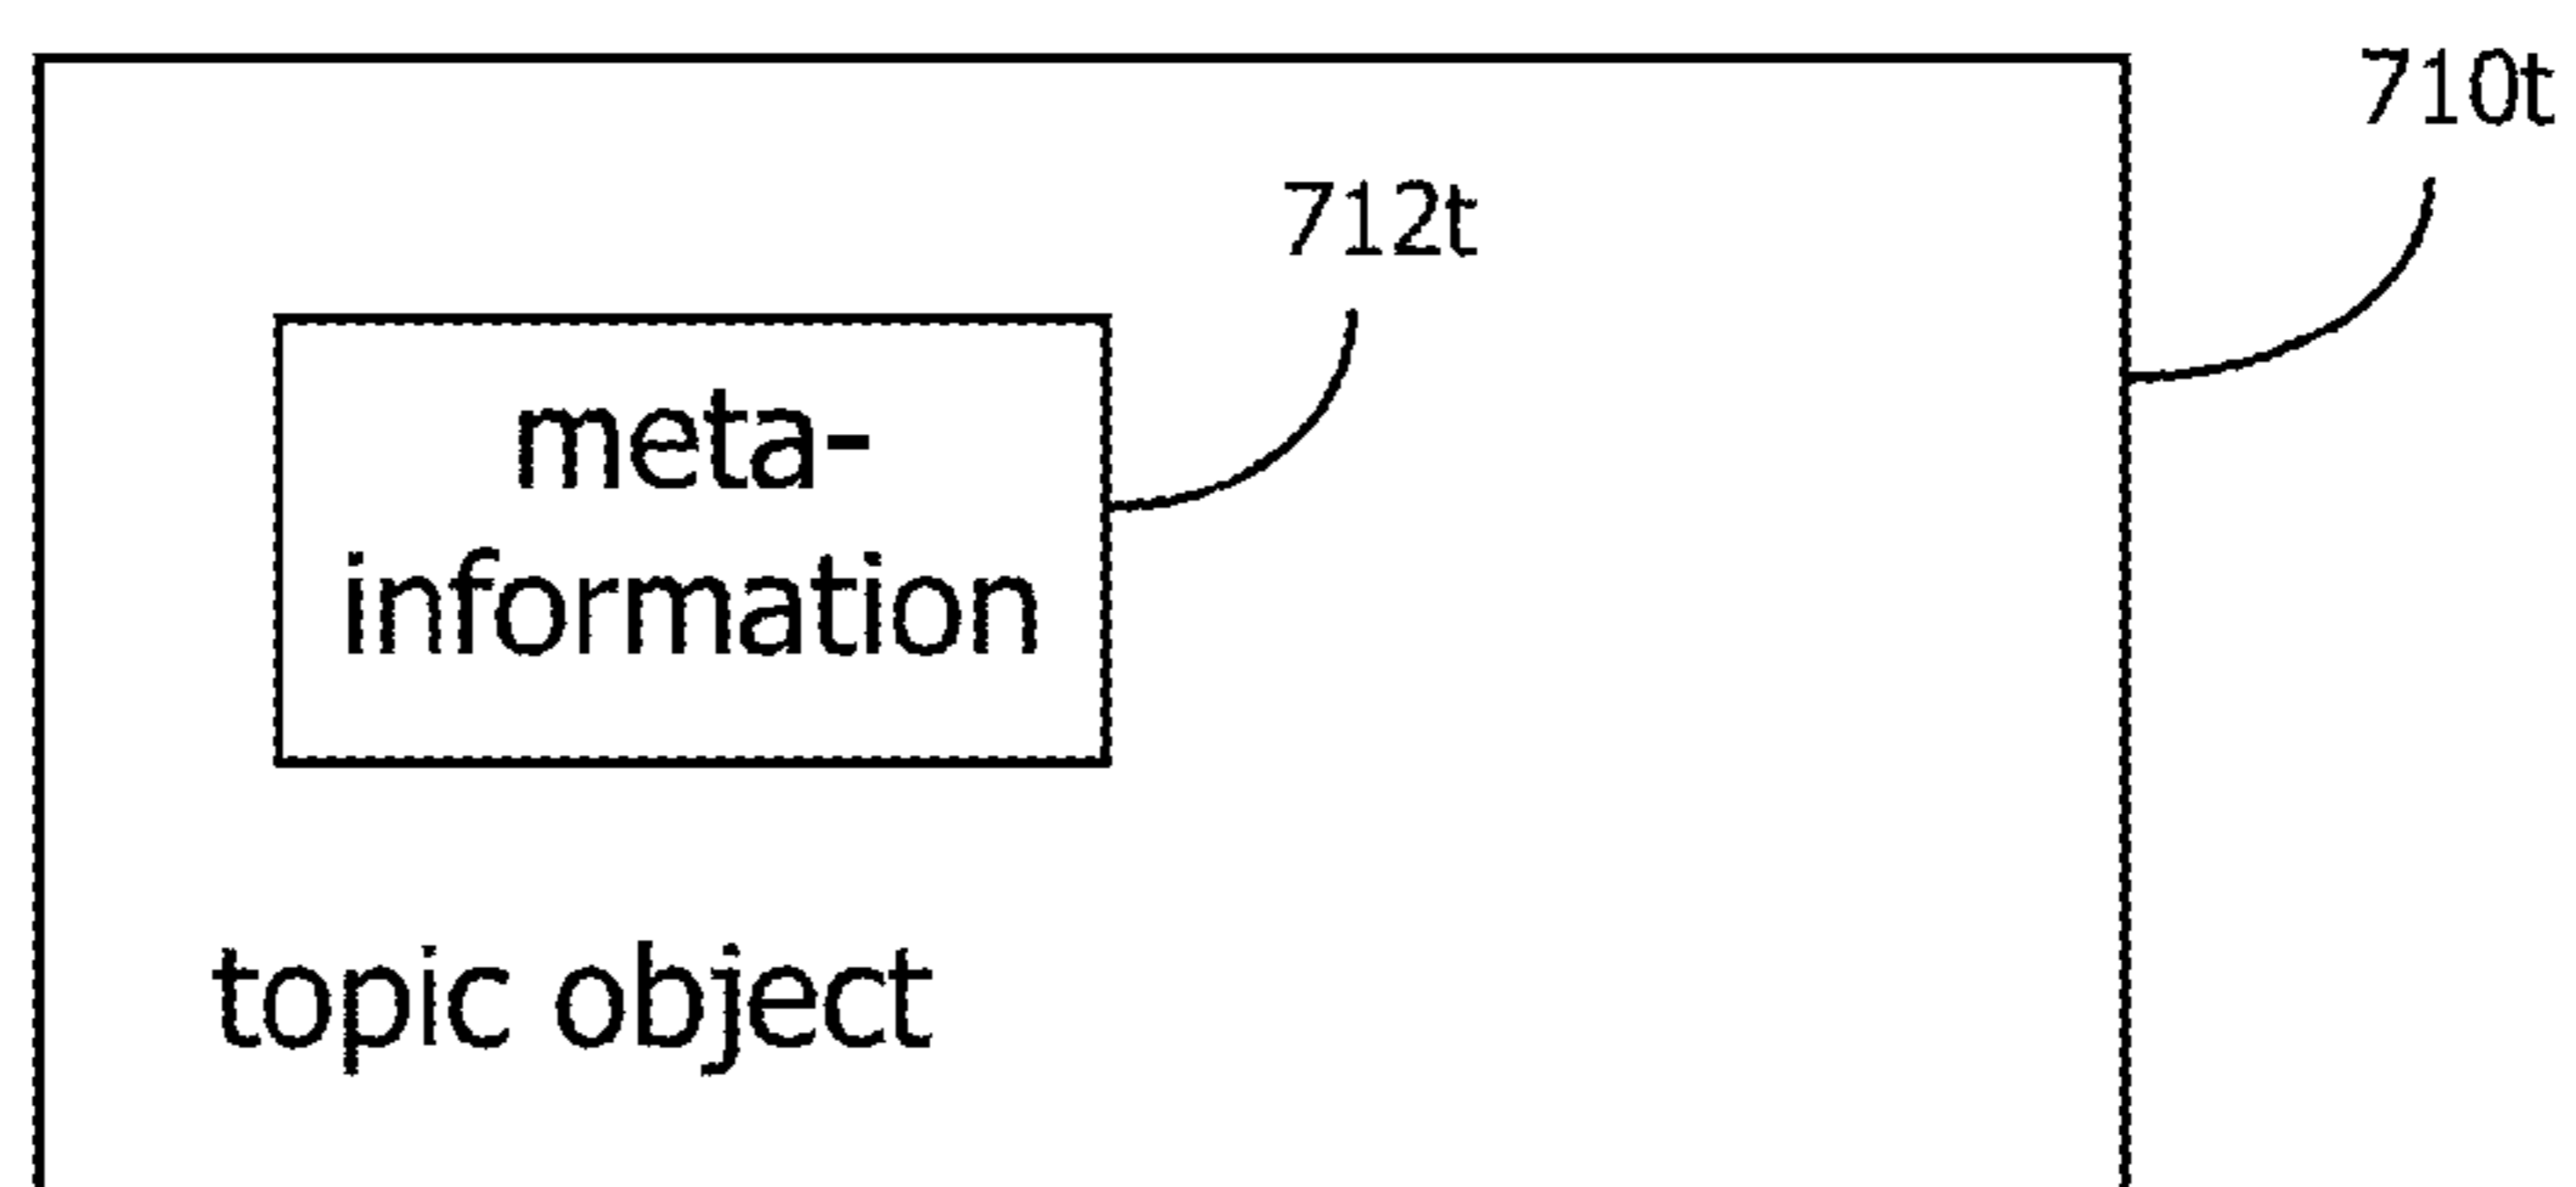 710t
712t
meta-
information
topic object